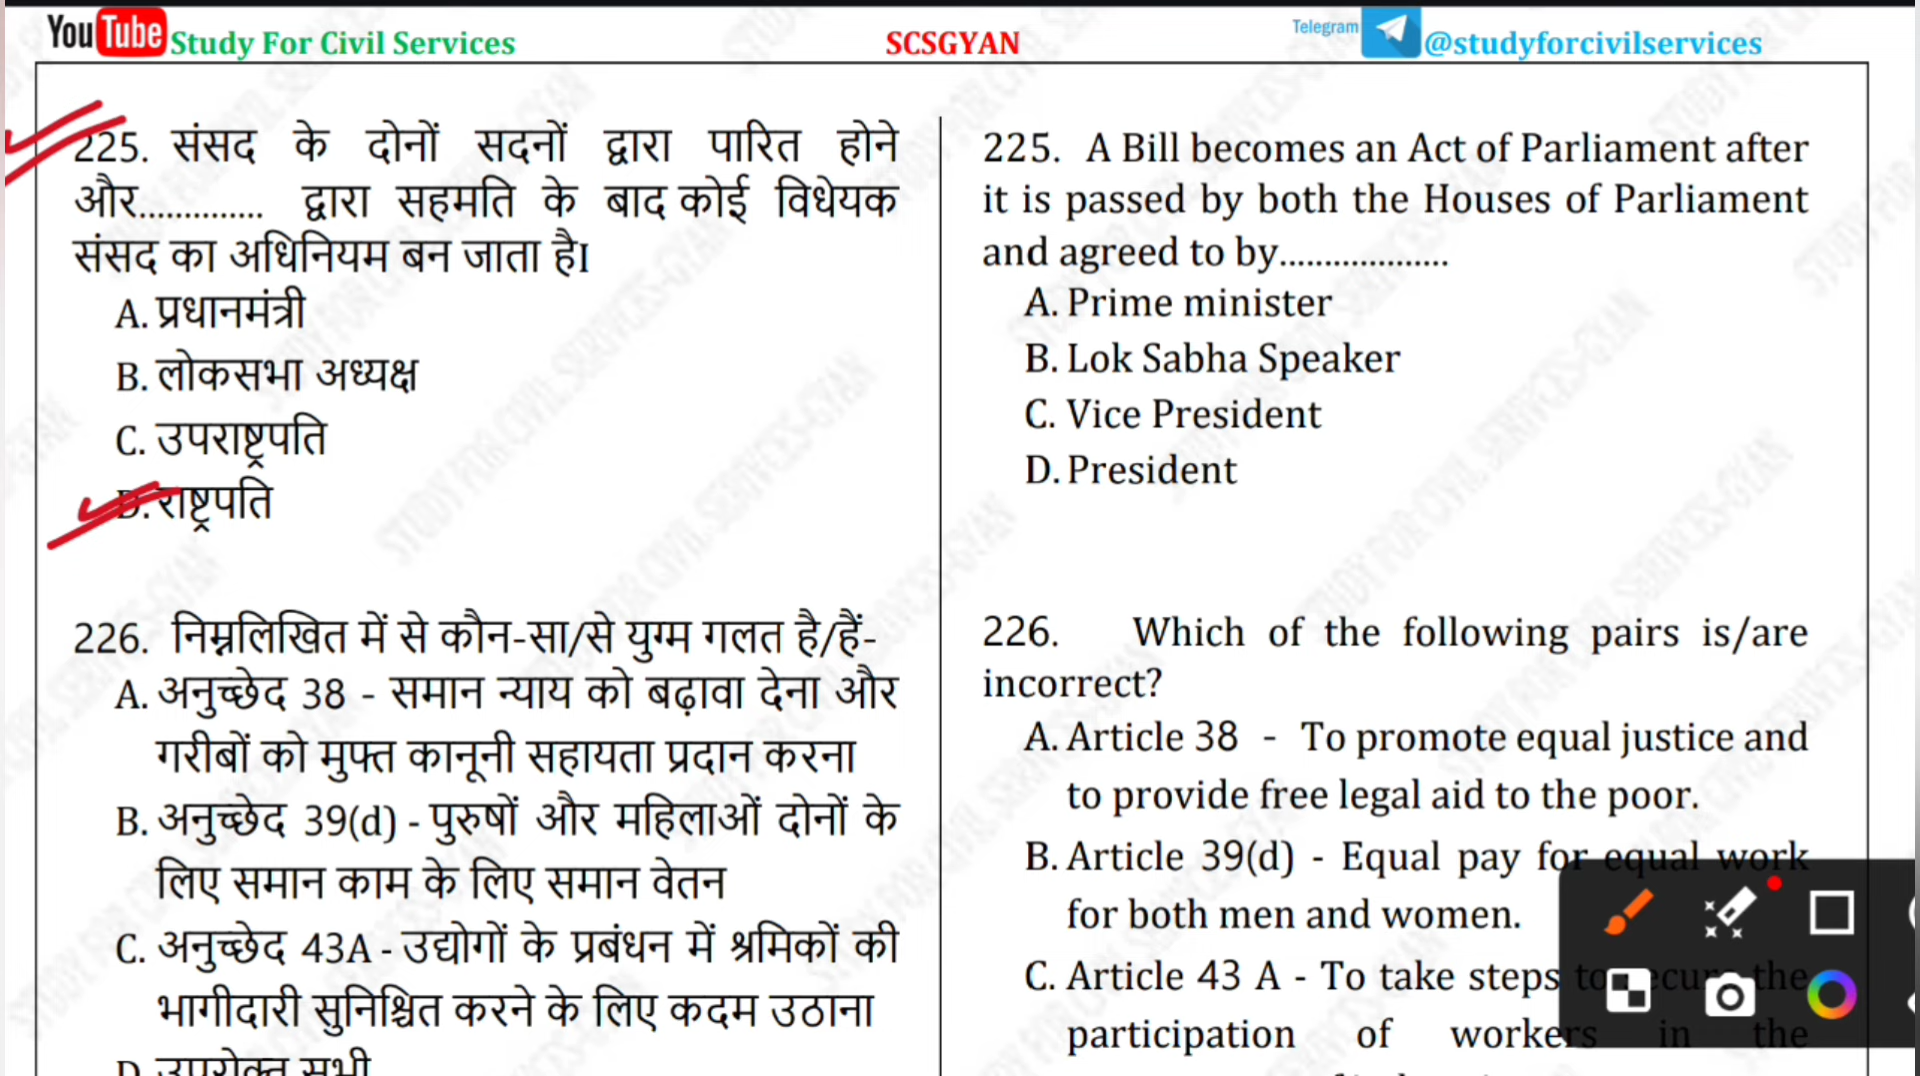 YouTube Study For Civil Services
SCSGYAN
Telegram @studyforcivilservices
225. संसद के दोनों सदनों द्वारा पारित होने
और.............. द्वारा सहमति के बाद कोई विधेयक
संसद का अधिनियम बन जाता है।
A. प्रधानमंत्री
B. लोकसभा अध्यक्ष
C. उपराष्ट्रपति
D. राष्ट्रपति
226. निम्नलिखित में से कौन-सा/से युग्म गलत है/हैं-
A. अनुच्छेद 38 - समान न्याय को बढ़ावा देना और
गरीबों को मुफ्त कानूनी सहायता प्रदान करना
B. अनुच्छेद 39(d) - पुरुषों और महिलाओं दोनों के
लिए समान काम के लिए समान वेतन
C. अनुच्छेद 43A - उद्योगों के प्रबंधन में श्रमिकों की
भागीदारी सुनिश्चित करने के लिए कदम उठाना
D. उपरोक्त सभी
225. A Bill becomes an Act of Parliament after
it is passed by both the Houses of Parliament
and agreed to by...................
A. Prime minister
B. Lok Sabha Speaker
C. Vice President
D. President
226. Which of the following pairs is/are
incorrect?
A. Article 38 - To promote equal justice and
to provide free legal aid to the poor.
B. Article 39(d) - Equal pay for equal work
for both men and women.
C. Article 43 A - To take steps to secure the
participation of workers in the